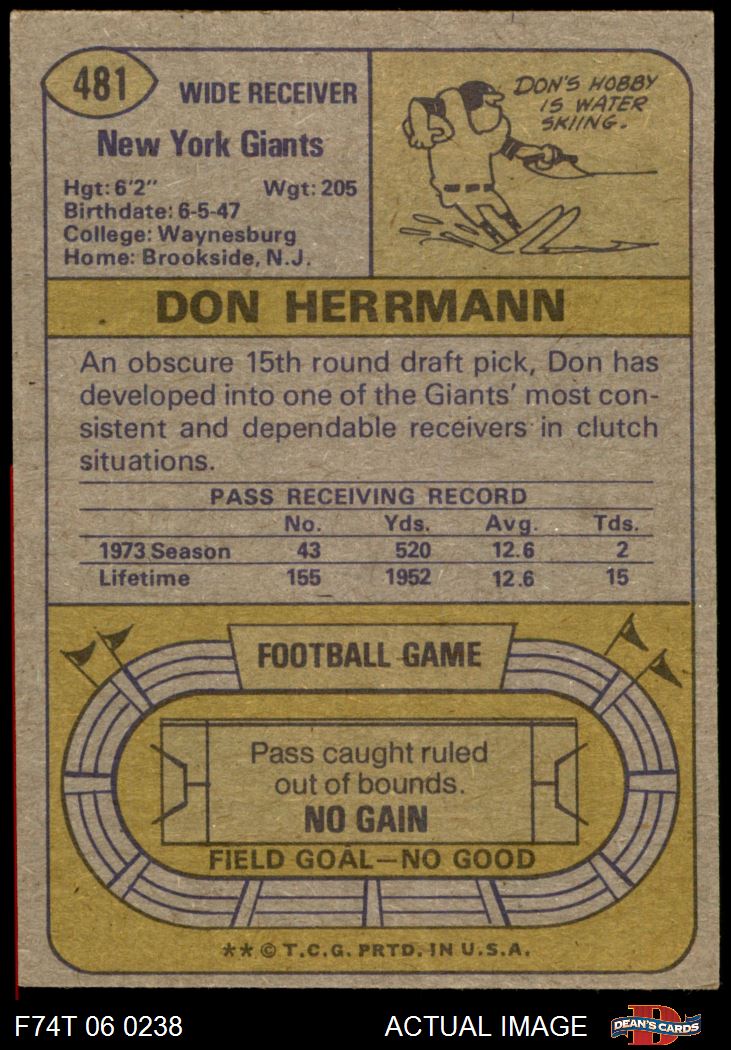 481
WIDE RECEIVER
New York Giants
Hgt: 6'2" Wgt: 205
Birthdate: 6-5-47
College: Waynesburg
Home: Brookside, N.J.
DON'S HOBBY
IS WATER
SKIING.
DON HERRMANN
An obscure 15th round draft pick, Don has
developed into one of the Giants' most con-
sistent and dependable receivers in clutch
situations.
PASS RECEIVING RECORD
No. Yds. Avg. Tds.
1973 Season 43 520 12.6 2
Lifetime 155 1952 12.6 15
FOOTBALL GAME
Pass caught ruled
out of bounds.
NO GAIN
FIELD GOAL—NO GOOD
** © T.C.G. PRTD. IN U.S.A.
F74T 06 0238 ACTUAL IMAGE
D
DEAN'S CARDS